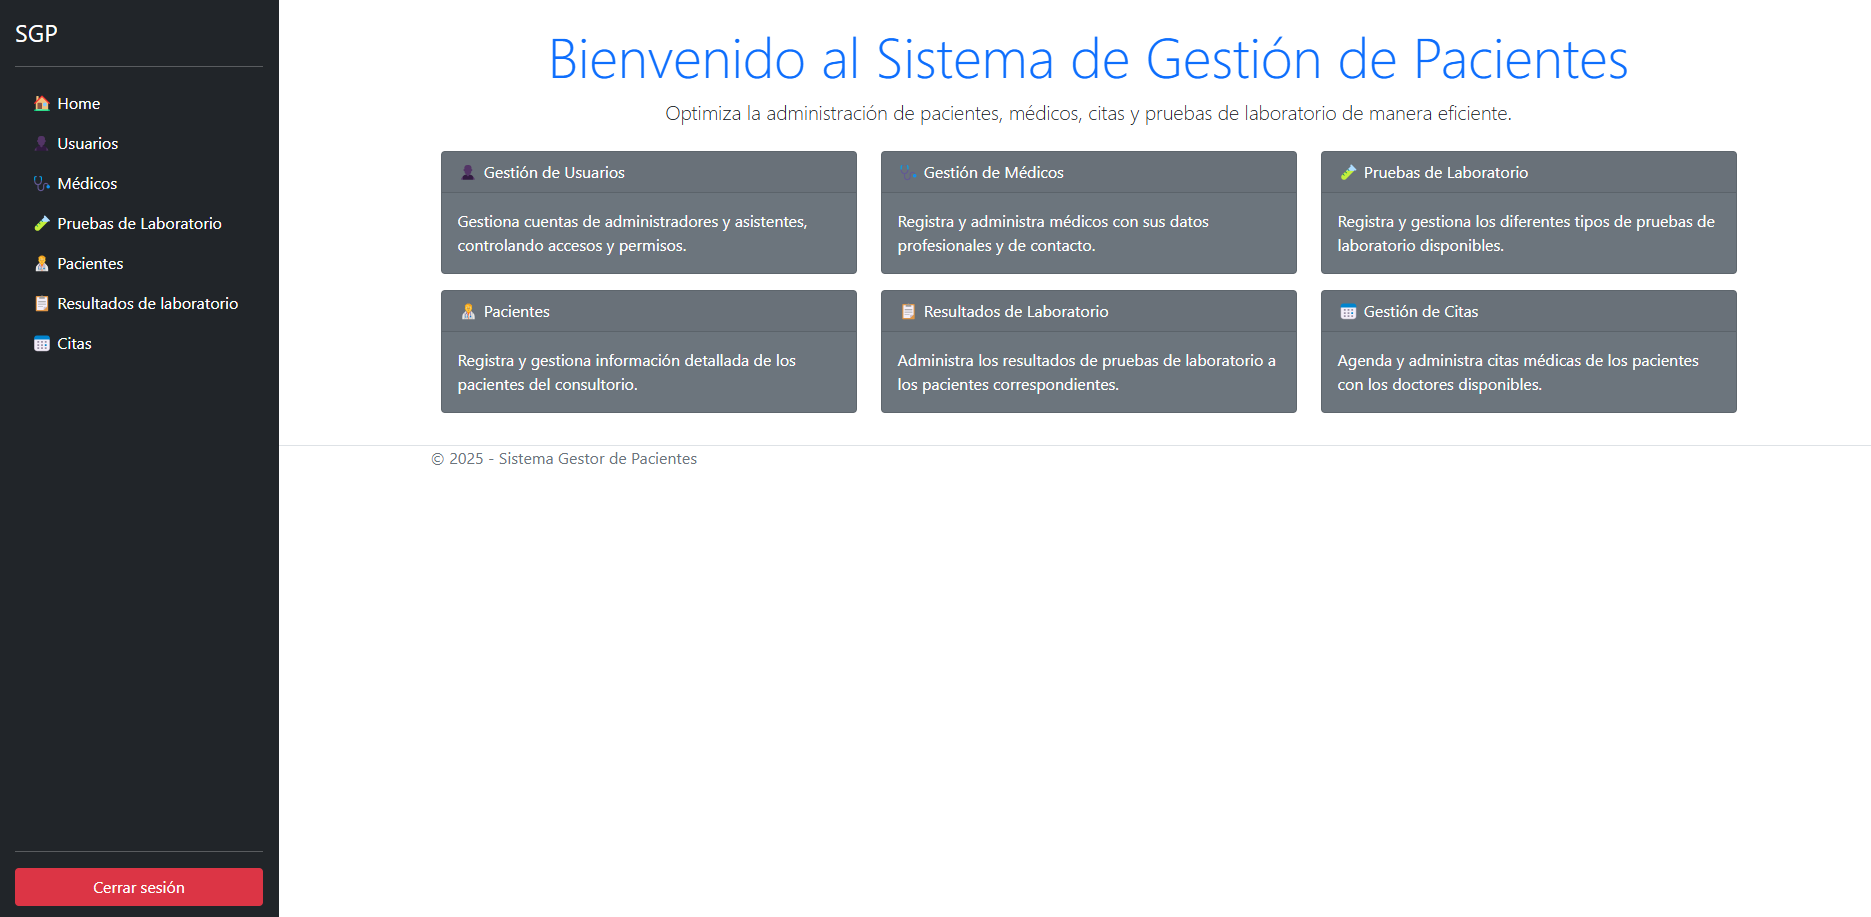 SGP
Home
Usuarios
Médicos
Pruebas de Laboratorio
Pacientes
Resultados de laboratorio
Citas
Cerrar sesión
Bienvenido al Sistema de Gestión de Pacientes
Optimiza la administración de pacientes, médicos, citas y pruebas de laboratorio de manera eficiente.
Gestión de Usuarios
Gestiona cuentas de administradores y asistentes,
controlando accesos y permisos.
Gestión de Médicos
Registra y administra médicos con sus datos
profesionales y de contacto.
Pruebas de Laboratorio
Registra y gestiona los diferentes tipos de pruebas de
laboratorio disponibles.
Pacientes
Registra y gestiona información detallada de los
pacientes del consultorio.
Resultados de Laboratorio
Administra los resultados de pruebas de laboratorio a
los pacientes correspondientes.
Gestión de Citas
Agenda y administra citas médicas de los pacientes
con los doctores disponibles.
© 2025 - Sistema Gestor de Pacientes